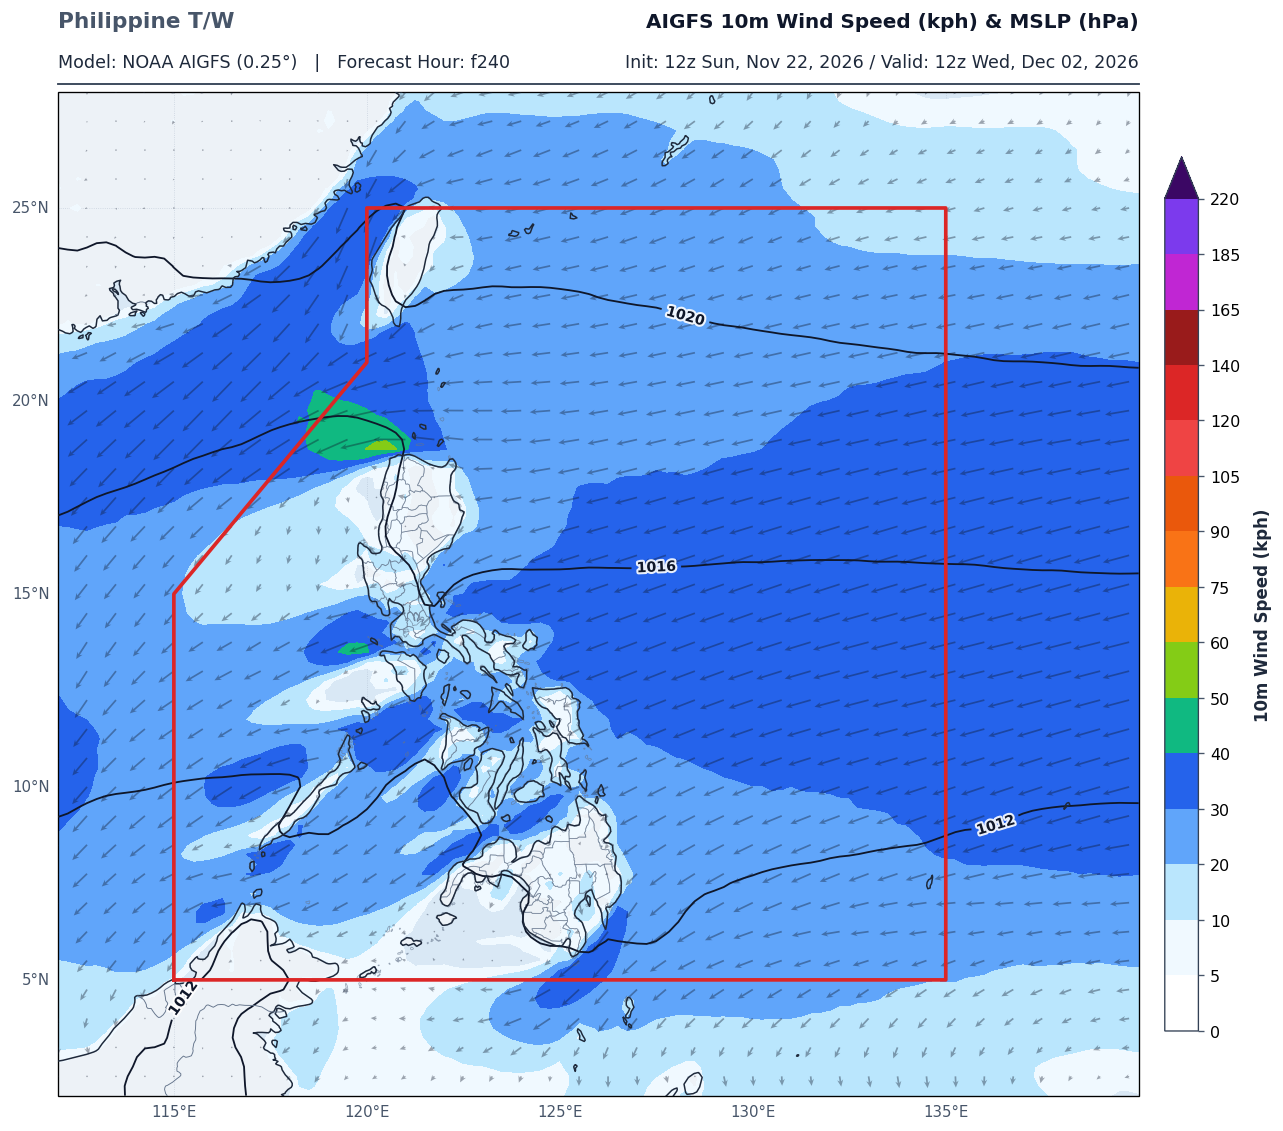 Philippine T/W
AIGFS 10m Wind Speed (kph) & MSLP (hPa)
Model: NOAA AIGFS (0.25°) | Forecast Hour: f240
Init: 12z Sun, Nov 22, 2026 / Valid: 12z Wed, Dec 02, 2026
25°N
20°N
15°N
10°N
5°N
115°E
120°E
125°E
130°E
135°E
1020
1016
1012
1012
220
185
165
140
120
105
90
75
60
50
40
30
20
10
5
0
10m Wind Speed (kph)